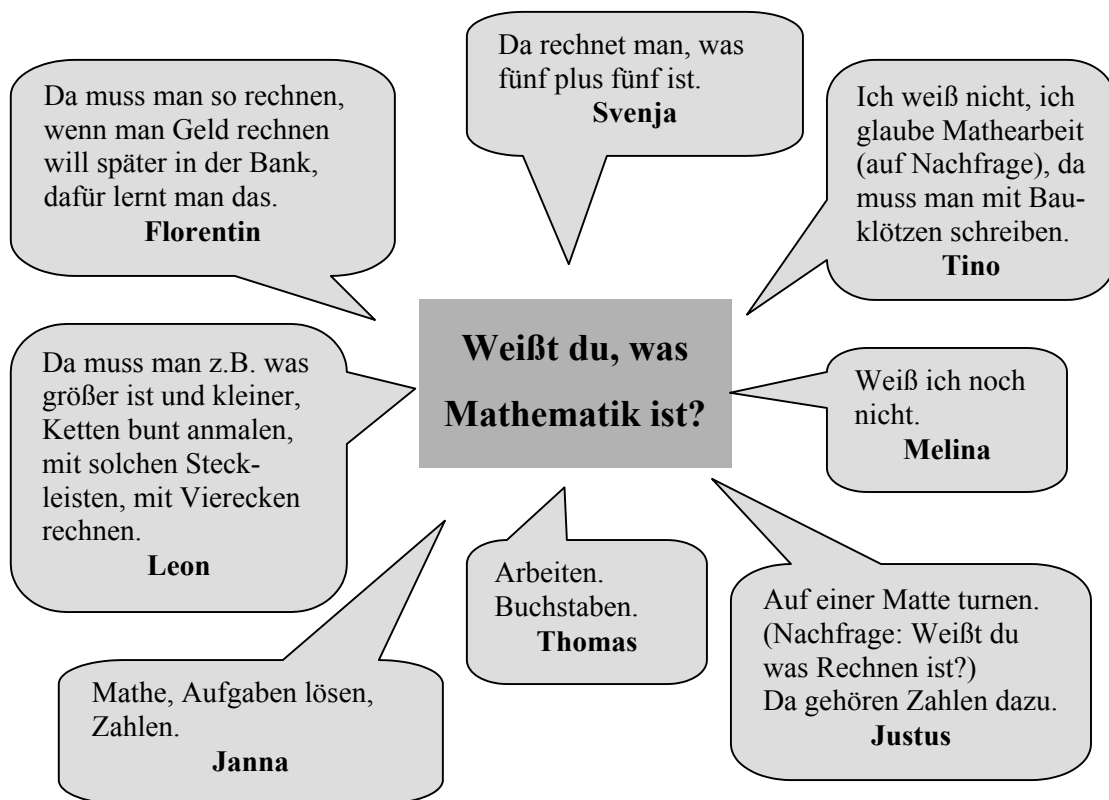 Da rechnet man, was
fünf plus fünf ist.
Svenja
Da muss man so rechnen,
wenn man Geld rechnen
will später in der Bank,
dafür lernt man das.
Florentin
Ich weiß nicht, ich
glaube Mathearbeit
(auf Nachfrage), da
muss man mit Bau-
klötzen schreiben.
Tino
Weißt du, was
Mathematik ist?
Da muss man z.B. was
größer ist und kleiner,
Ketten bunt anmalen,
mit solchen Steck-
leisten, mit Vierecken
rechnen.
Leon
Weiß ich noch
nicht.
Melina
Arbeiten.
Buchstaben.
Thomas
Auf einer Matte turnen.
(Nachfrage: Weißt du
was Rechnen ist?)
Da gehören Zahlen dazu.
Justus
Mathe, Aufgaben lösen,
Zahlen.
Janna